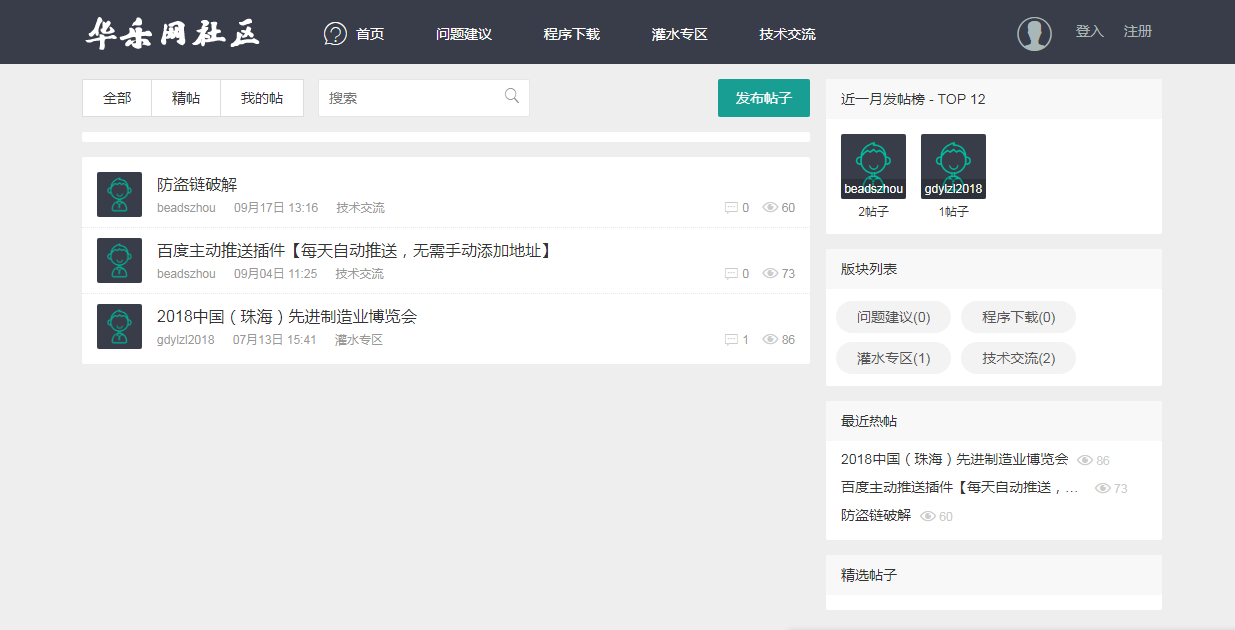 华乐网社区 首页 问题建议 程序下载 灌水专区 技术交流 登入 注册
全部 精帖 我的帖 搜索 发布帖子
防盗链破解
beadszhou 09月17日 13:16 技术交流 0 60
百度主动推送插件【每天自动推送，无需手动添加地址】
beadszhou 09月04日 11:25 技术交流 0 73
2018中国（珠海）先进制造业博览会
gdylzl2018 07月13日 15:41 灌水专区 1 86
近一月发帖榜 - TOP 12
beadszhou gdylzl2018
2帖子 1帖子
版块列表
问题建议(0) 程序下载(0)
灌水专区(1) 技术交流(2)
最近热帖
2018中国（珠海）先进制造业博览会 86
百度主动推送插件【每天自动推送，... 73
防盗链破解 60
精选帖子